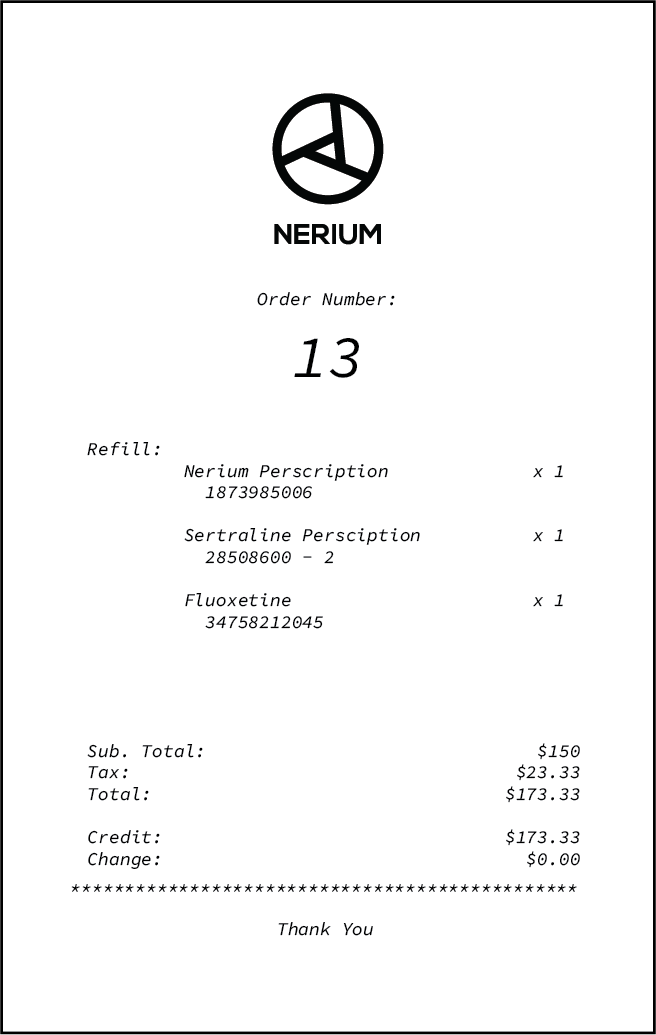 NERIUM
Order Number:
13
Refill:
Nerium Perscription x 1
1873985006
Sertraline Persciption x 1
28508600 - 2
Fluoxetine x 1
34758212045
Sub. Total: $150
Tax: $23.33
Total: $173.33
Credit: $173.33
Change: $0.00
***********************************************
Thank You